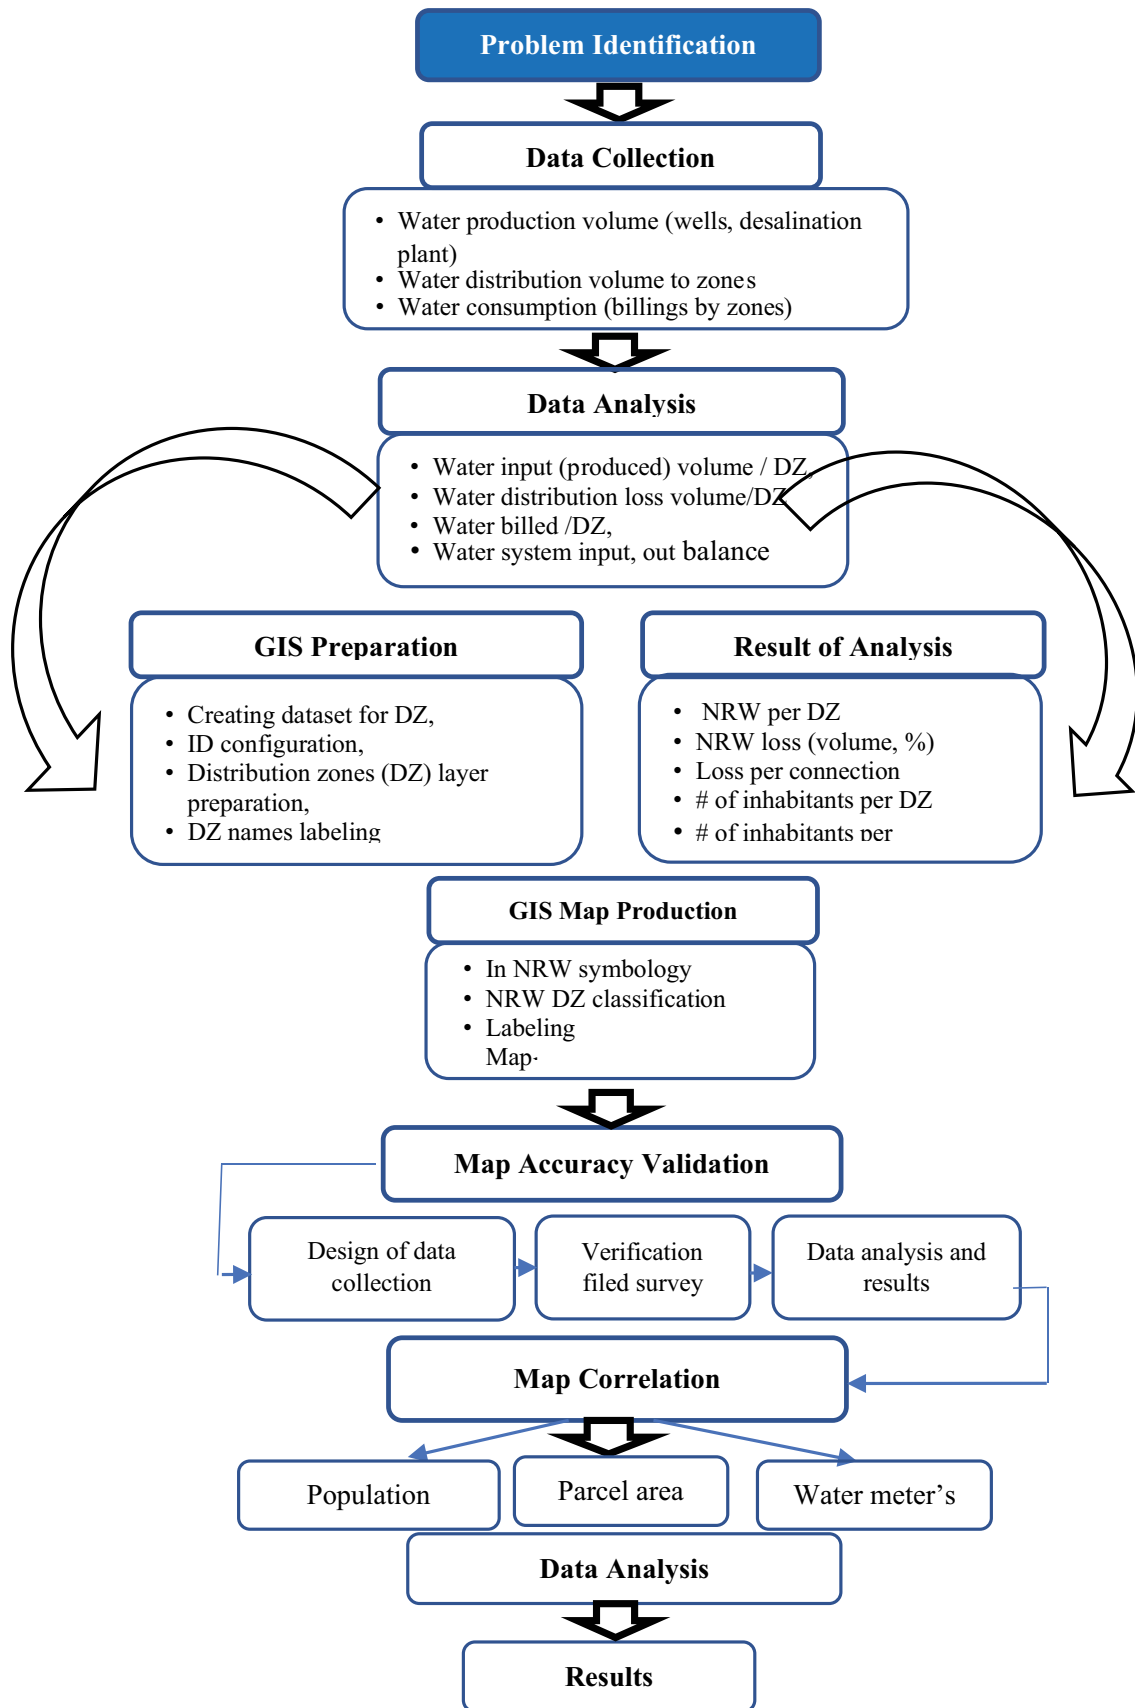 Problem Identification
Data Collection
• Water production volume (wells, desalination
plant)
• Water distribution volume to zones
• Water consumption (billings by zones)
Data Analysis
• Water input (produced) volume / DZ,
• Water distribution loss volume/DZ
• Water billed /DZ,
• Water system input, out balance
GIS Preparation
• Creating dataset for DZ,
• ID configuration,
• Distribution zones (DZ) layer
preparation,
• DZ names labeling
Result of Analysis
• NRW per DZ
• NRW loss (volume, %)
• Loss per connection
• # of inhabitants per DZ
• # of inhabitants per
GIS Map Production
• In NRW symbology
• NRW DZ classification
• Labeling
Map
Map Accuracy Validation
Design of data
collection
Verification
filed survey
Data analysis and
results
Map Correlation
Population
Parcel area
Water meter’s
Data Analysis
Results